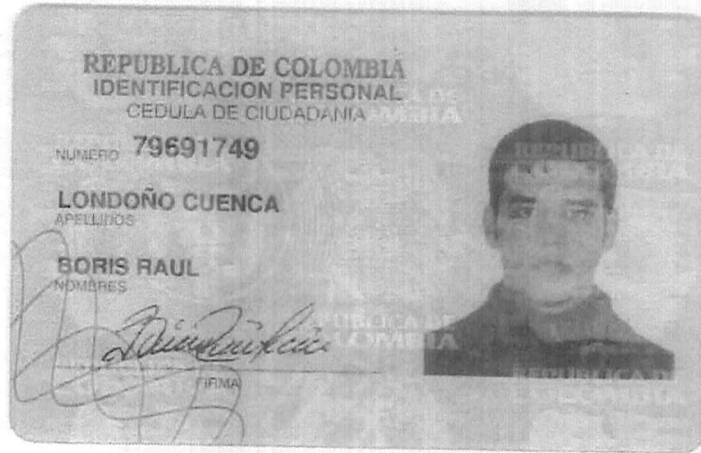 REPUBLICA DE COLOMBIA
IDENTIFICACION PERSONAL
CEDULA DE CIUDADANIA
NUMERO 79691749
LONDOÑO CUENCA
APELLIDOS
BORIS RAUL
NOMBRES
FIRMA